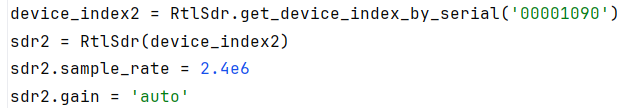 device_index2 = RtlSdr.get_device_index_by_serial('00001090')
sdr2 = RtlSdr(device_index2)
sdr2.sample_rate = 2.4e6
sdr2.gain = 'auto'